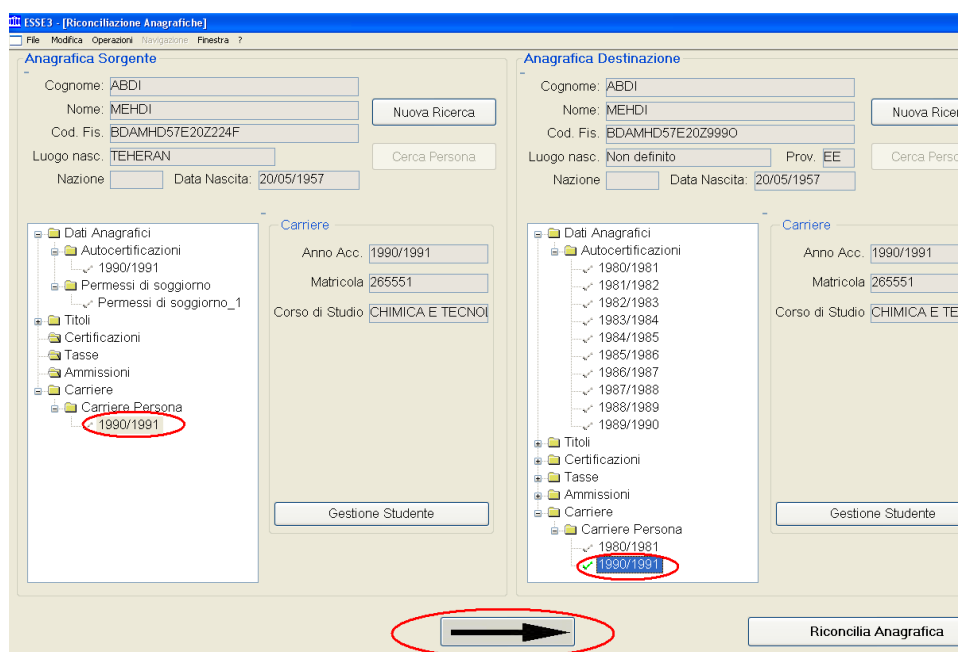 ESSE3 - [Riconciliazione Anagrafiche]
File Modifica Operazioni Navigazione Finestra ?
Anagrafica Sorgente
Cognome: ABDI
Nome: MEHDI
Nuova Ricerca
Cod. Fis. BDAMHD57E20Z224F
Luogo nasc. TEHERAN
Cerca Persona
Nazione Data Nascita: 20/05/1957
Dati Anagrafici
Autocertificazioni
1990/1991
Permessi di soggiorno
Permessi di soggiorno_1
Titoli
Certificazioni
Tasse
Ammissioni
Carriere
Carriere Persona
1990/1991
Carriere
Anno Acc. 1990/1991
Matricola 265551
Corso di Studio CHIMICA E TECNOL
Gestione Studente
Anagrafica Destinazione
Cognome: ABDI
Nome: MEHDI
Nuova Ricer
Cod. Fis. BDAMHD57E20Z999O
Luogo nasc. Non definito Prov. EE
Cerca Perso
Nazione Data Nascita: 20/05/1957
Dati Anagrafici
Autocertificazioni
1980/1981
1981/1982
1982/1983
1983/1984
1984/1985
1985/1986
1986/1987
1987/1988
1988/1989
1989/1990
Titoli
Certificazioni
Tasse
Ammissioni
Carriere
Carriere Persona
1980/1981
1990/1991
Carriere
Anno Acc. 1990/1991
Matricola 265551
Corso di Studio CHIMICA E TE
Gestione Studente
Riconcilia Anagrafica